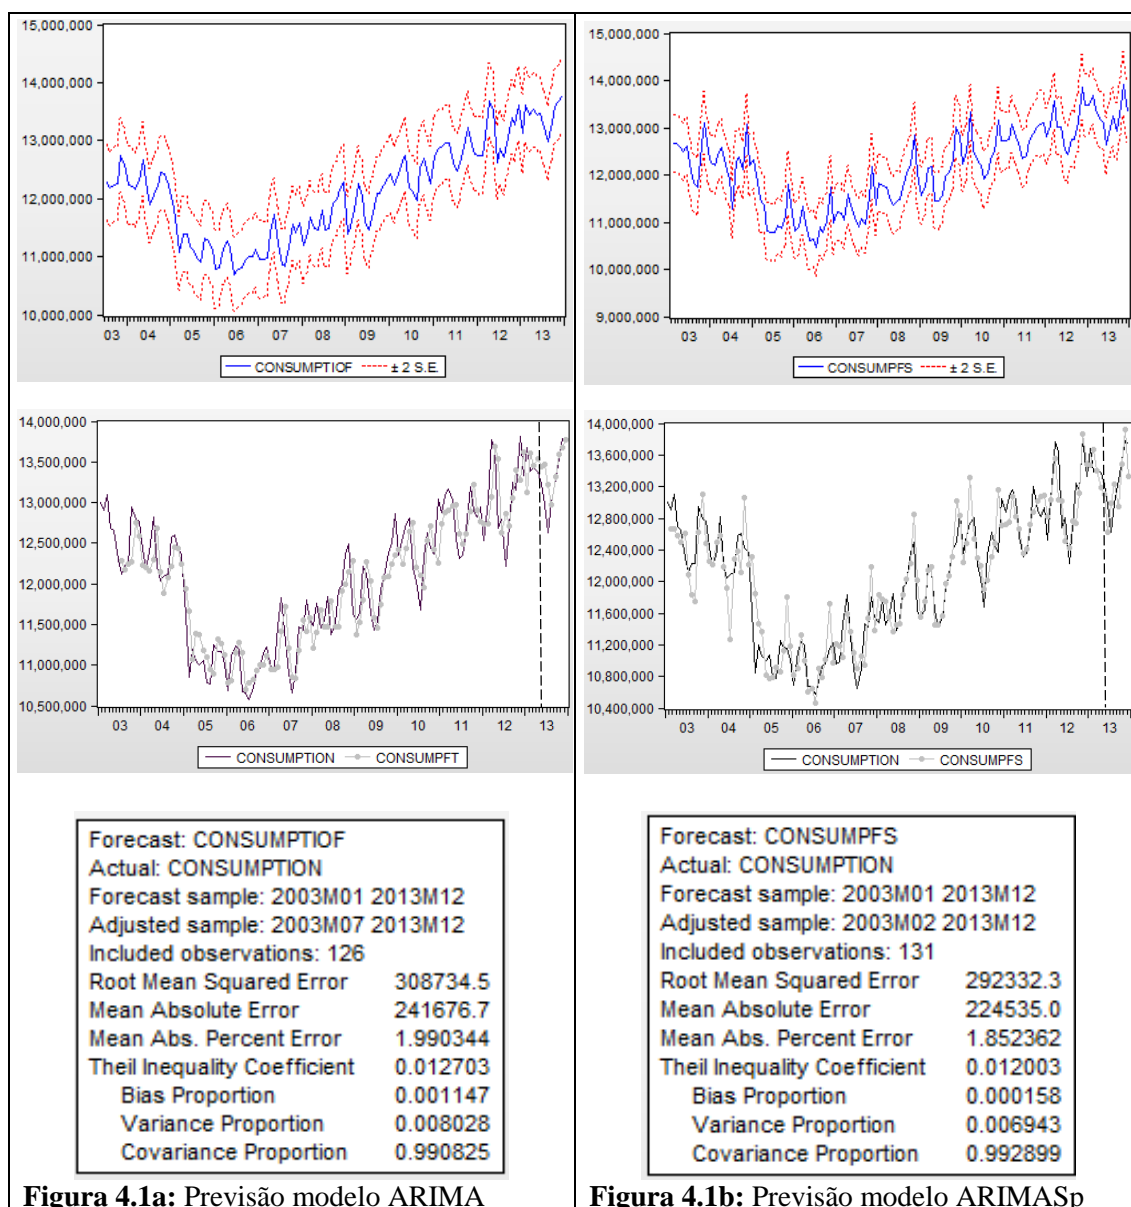 15,000,000
14,000,000
13,000,000
12,000,000
11,000,000
10,000,000
03 04 05 06 07 08 09 10 11 12 13
CONSUMPTIOF ± 2 S.E.
14,000,000
13,500,000
13,000,000
12,500,000
12,000,000
11,500,000
11,000,000
10,500,000
03 04 05 06 07 08 09 10 11 12 13
CONSUMPTION CONSUMPFT
Forecast: CONSUMPTIOF
Actual: CONSUMPTION
Forecast sample: 2003M01 2013M12
Adjusted sample: 2003M07 2013M12
Included observations: 126
Root Mean Squared Error 308734.5
Mean Absolute Error 241676.7
Mean Abs. Percent Error 1.990344
Theil Inequality Coefficient 0.012703
Bias Proportion 0.001147
Variance Proportion 0.008028
Covariance Proportion 0.990825
Figura 4.1a: Previsão modelo ARIMA
15,000,000
14,000,000
13,000,000
12,000,000
11,000,000
10,000,000
9,000,000
03 04 05 06 07 08 09 10 11 12 13
CONSUMPFS ± 2 S.E.
14,000,000
13,600,000
13,200,000
12,800,000
12,400,000
12,000,000
11,600,000
11,200,000
10,800,000
10,400,000
03 04 05 06 07 08 09 10 11 12 13
CONSUMPTION CONSUMPFS
Forecast: CONSUMPFS
Actual: CONSUMPTION
Forecast sample: 2003M01 2013M12
Adjusted sample: 2003M02 2013M12
Included observations: 131
Root Mean Squared Error 292332.3
Mean Absolute Error 224535.0
Mean Abs. Percent Error 1.852362
Theil Inequality Coefficient 0.012003
Bias Proportion 0.000158
Variance Proportion 0.006943
Covariance Proportion 0.992899
Figura 4.1b: Previsão modelo ARIMASp